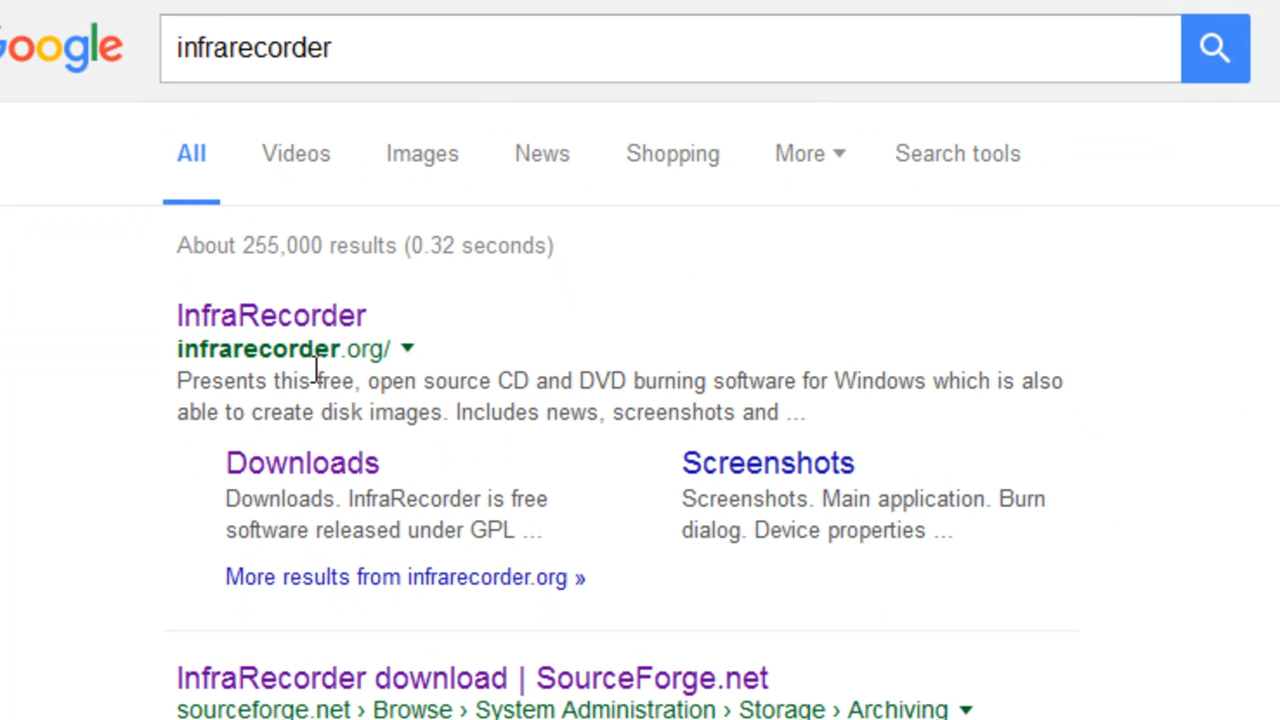 Google
infrarecorder
All Videos Images News Shopping More Search tools
About 255,000 results (0.32 seconds)
InfraRecorder
infrarecorder.org/
Presents this free, open source CD and DVD burning software for Windows which is also
able to create disk images. Includes news, screenshots and ...
Downloads
Downloads. InfraRecorder is free
software released under GPL ...
Screenshots
Screenshots. Main application. Burn
dialog. Device properties ...
More results from infrarecorder.org »
InfraRecorder download | SourceForge.net
sourceforge.net › Browse › System Administration › Storage › Archiving